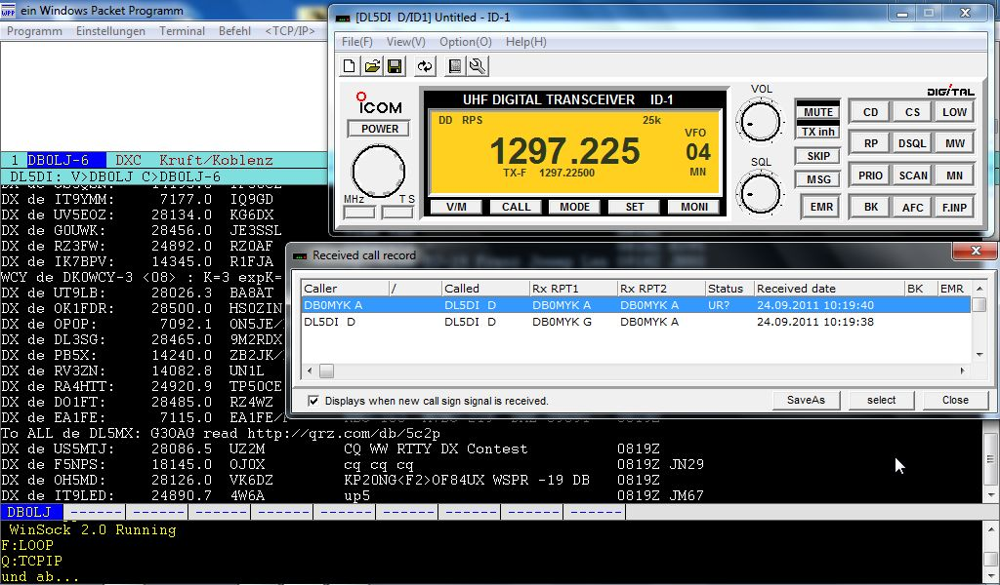 ein Windows Packet Programm
Programm Einstellungen Terminal Befehl <TCP/IP>
[DL5DI D/ID1] Untitled - ID-1
File(F) View(V) Option(O) Help(H)
ICOM
POWER
MHz TS
UHF DIGITAL TRANSCEIVER ID-1
DD RPS 25k
1297.225
VFO
04
MN
TX-F 1297.22500
V/M CALL MODE SET MONI
VOL
SQL
DIGITAL
MUTE
TX inh
SKIP
MSG
EMR
CD CS LOW
RP DSQL MW
PRIO SCAN MN
BK AFC F.INP
1 DB0LJ-6 DXC Kruft/Koblenz
DL5DI: V>DB0LJ C>DB0LJ-6
DX de IT9YMM: 7177.0 IQ9GD
DX de UV5EOZ: 28134.0 KG6DX
DX de G0UWK: 28456.0 JE3SSL
DX de RZ3FW: 24892.0 RZ0AF
DX de IK7BPV: 14345.0 R1FJA
WCY de DK0WCY-3 <08> : K=3 expK=
DX de UT9LB: 28026.3 BA8AT
DX de OK1FDR: 28500.0 HS0ZIN
DX de OP0P: 7092.1 ON5JE/
DX de DL3SG: 28465.0 9M2RDX
DX de PB5X: 14240.0 ZB2JK/
DX de RV3ZN: 14082.8 UN1L
DX de RA4HTT: 24920.9 TP50CE
DX de DO1FT: 28485.0 RZ4WZ
DX de EA1FE: 7115.0 EA1FE/
To ALL de DL5MX: G3OAG read http://qrz.com/db/5c2p
DX de US5MTJ: 28086.5 UZ2M CQ WW RTTY DX Contest 0819Z
DX de F5NPS: 18145.0 OJ0X cq cq cq 0819Z JN29
DX de OH5MD: 28126.0 VK6DZ KP20NG<F2>OF84UX WSPR -19 DB 0819Z
DX de IT9LED: 24890.7 4W6A up5 0819Z JM67
Received call record
Caller / Called Rx RPT1 Rx RPT2 Status Received date BK EMR
DB0MYK A DL5DI D DB0MYK A DB0MYK A UR? 24.09.2011 10:19:40
DL5DI D DL5DI D DB0MYK G DB0MYK A 24.09.2011 10:19:38
Displays when new call sign signal is received.
SaveAs select Close
DB0LJ ------ ------ ------ ------ ------ ------ ------ ------ ------
WinSock 2.0 Running
F:LOOP
Q:TCPIP
und ab...